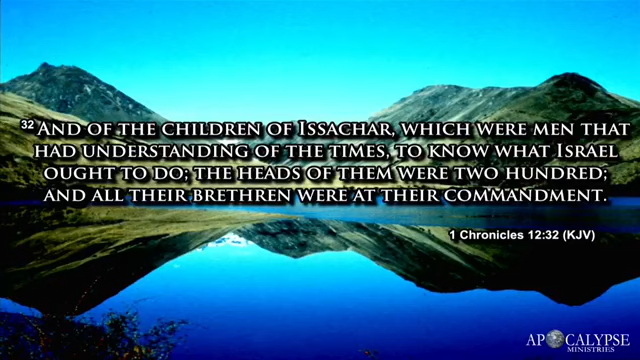 32 And of the children of Issachar, which were men that
had understanding of the times, to know what Israel
ought to do; the heads of them were two hundred;
and all their brethren were at their commandment.
1 Chronicles 12:32 (KJV)
APOCALYPSE
MINISTRIES